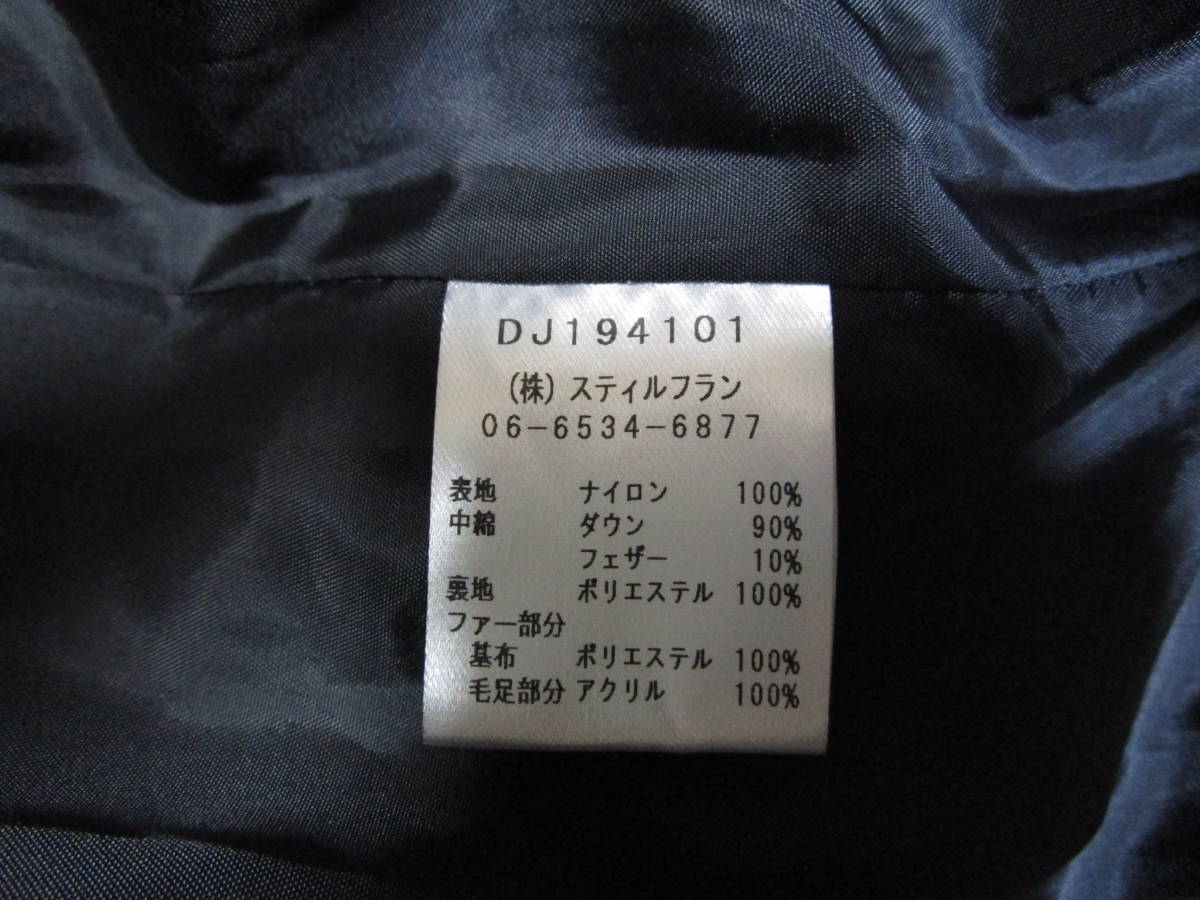 DJ194101
(株)スティルフラン
06-6534-6877
表地 ナイロン 100%
中綿 ダウン 90%
フェザー 10%
裏地 ポリエステル 100%
ファー部分
基布 ポリエステル 100%
毛足部分 アクリル 100%